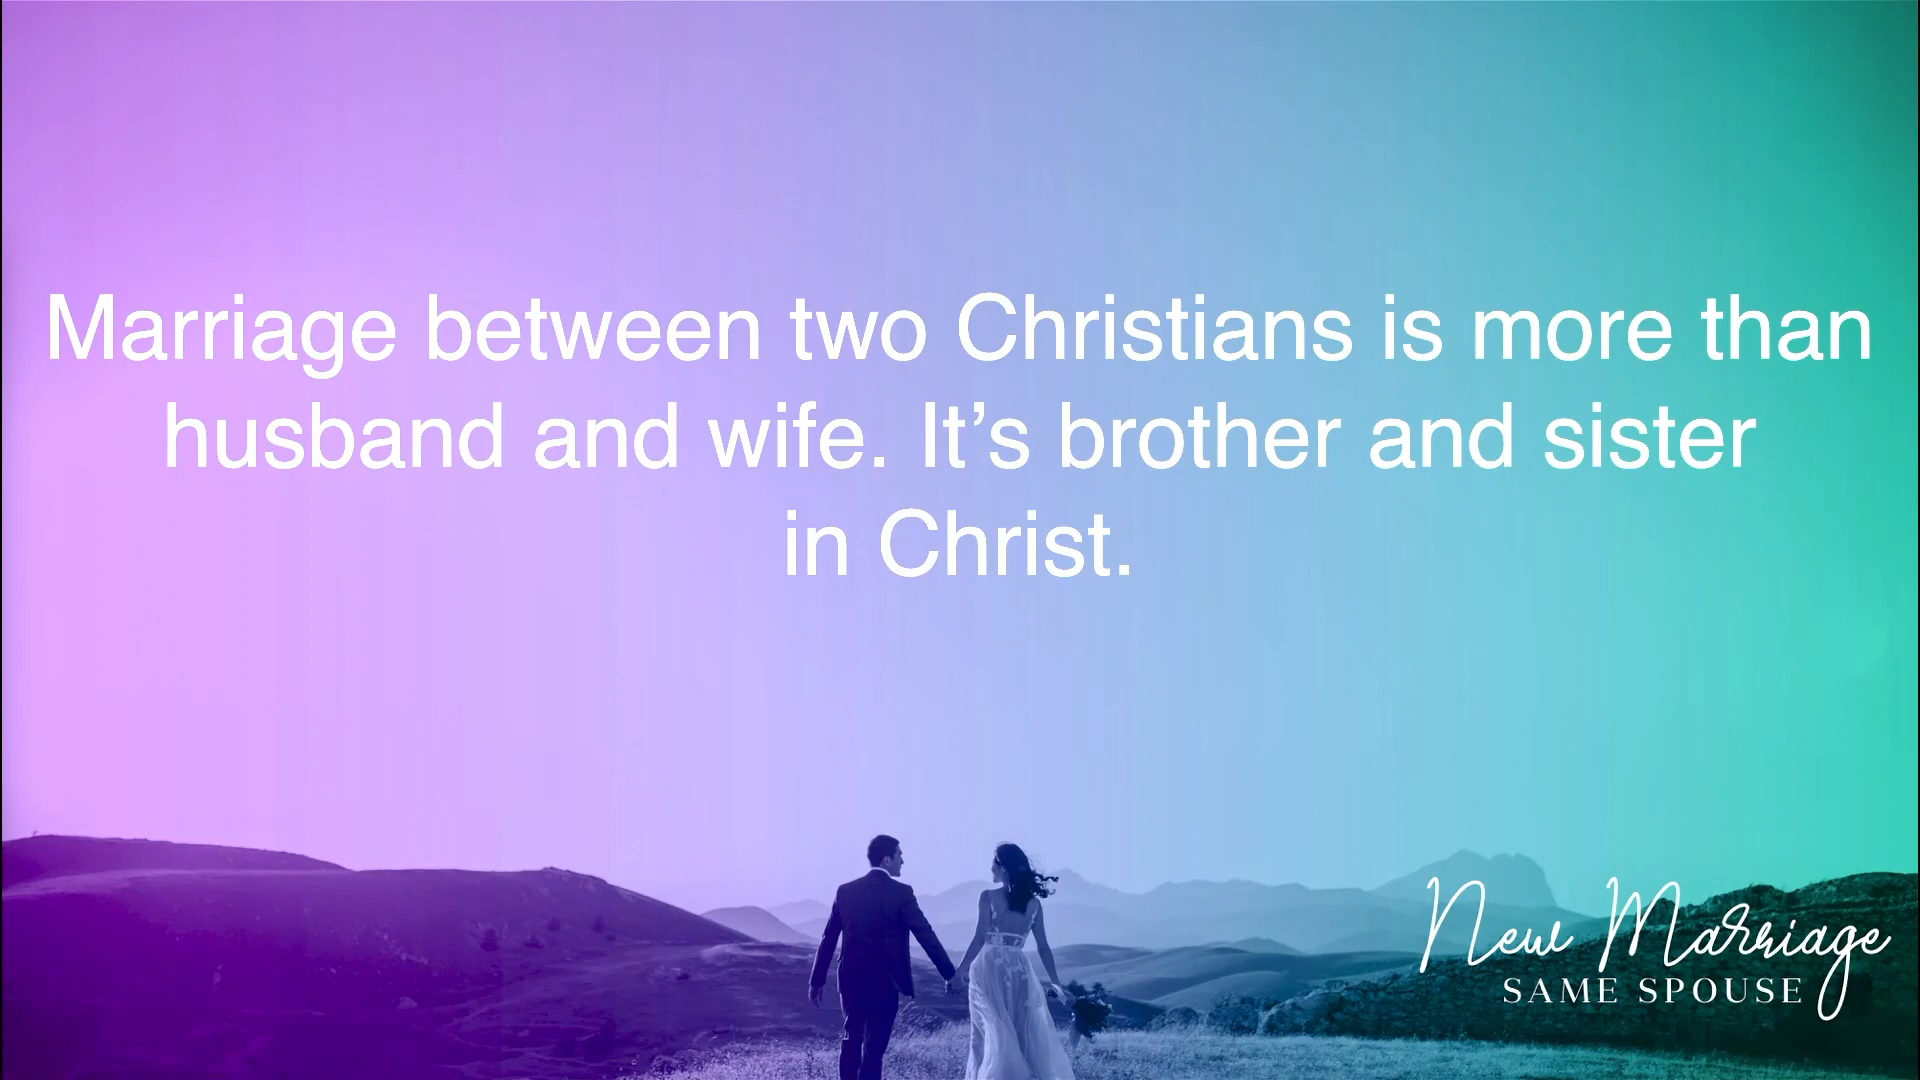 Marriage between two Christians is more than
husband and wife. It’s brother and sister
in Christ.
New Marriage
SAME SPOUSE